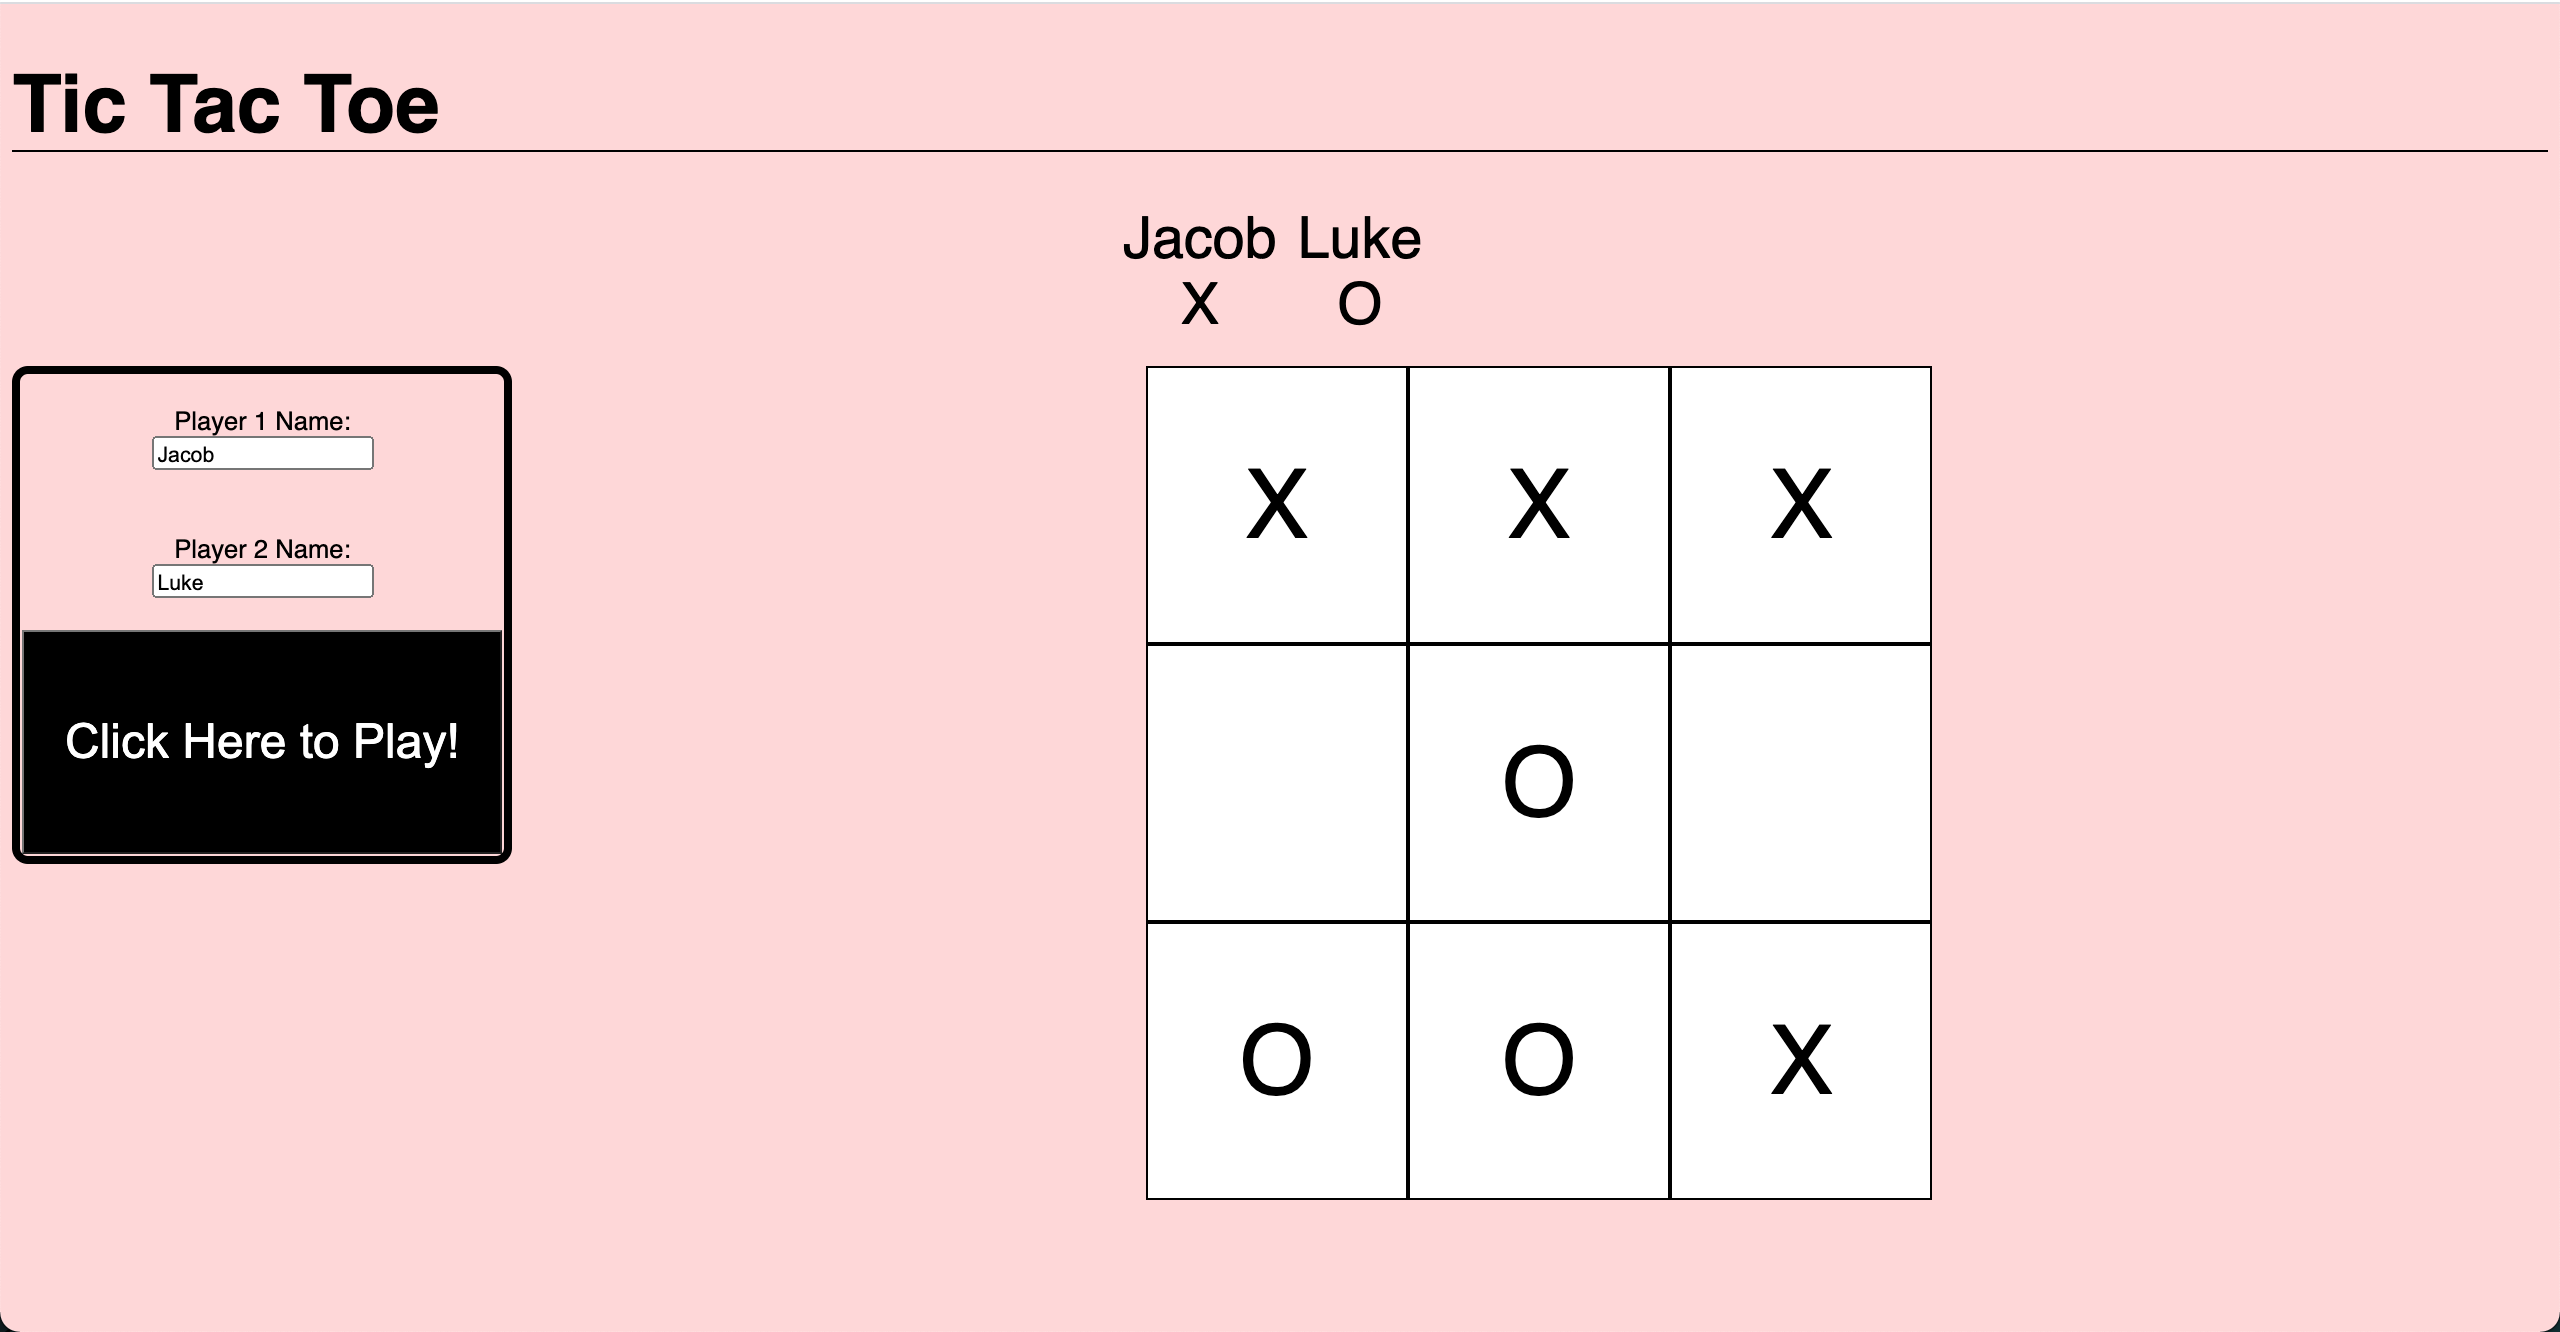 Tic Tac Toe
Jacob Luke
X O
Player 1 Name:
Jacob
Player 2 Name:
Luke
Click Here to Play!
X X X
O
O O X